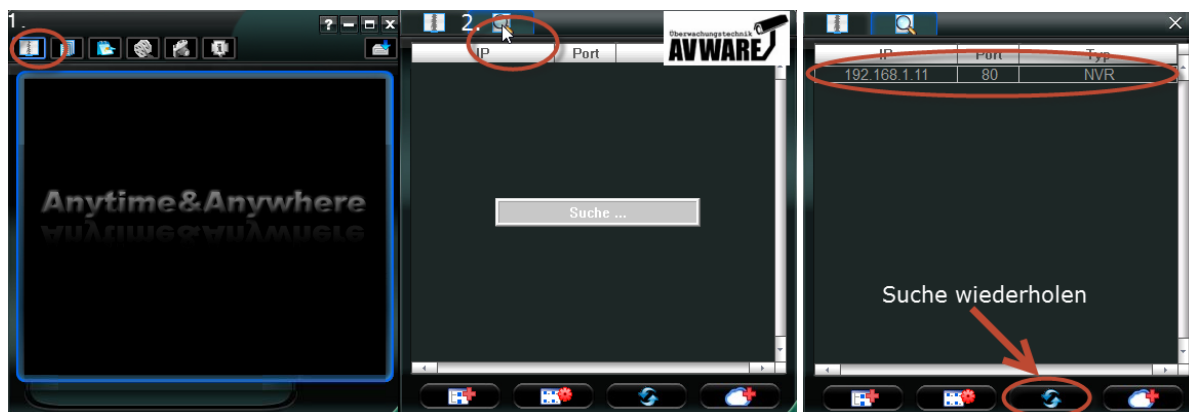 1.
? – □ x
Anytime&Anywhere
2.
IP Port
Überwachungstechnik
AVWARE
Suche ...
IP Port Typ
192.168.1.11 80 NVR
Suche wiederholen